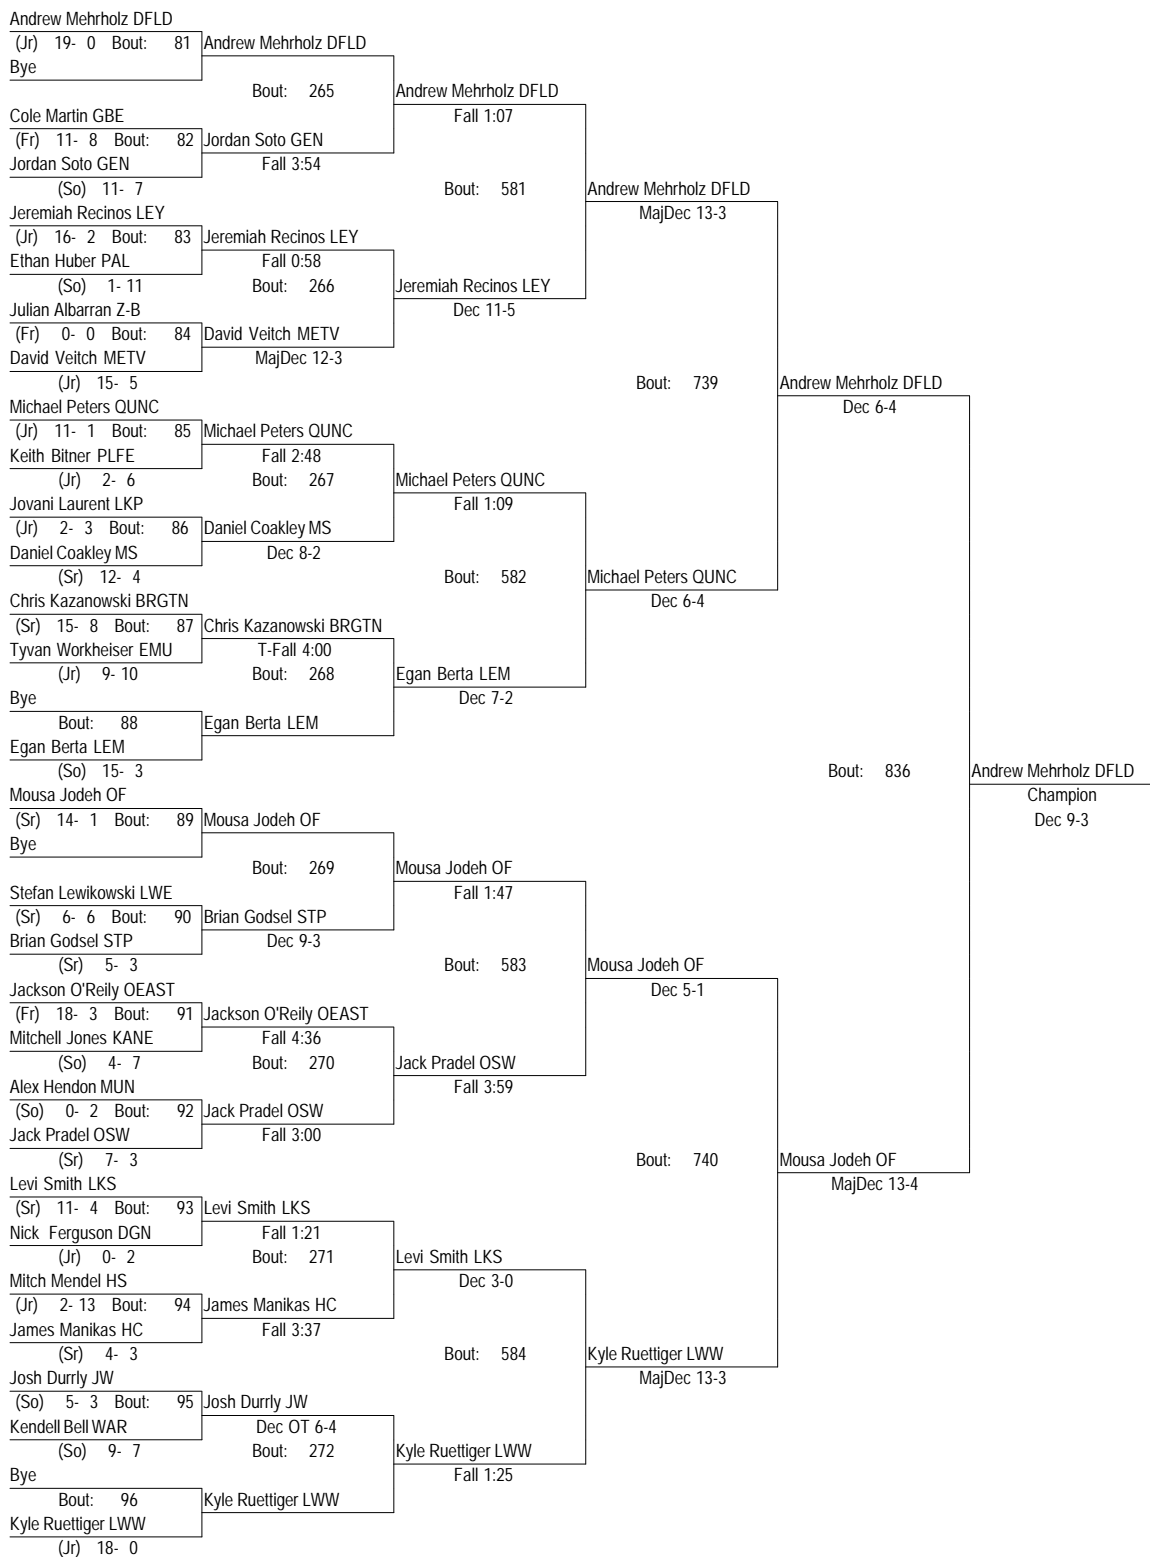 Andrew Mehrholz DFLD
(Jr) 19- 0 Bout: 81 Andrew Mehrholz DFLD
Bye
Bout: 265 Andrew Mehrholz DFLD
Cole Martin GBE Fall 1:07
(Fr) 11- 8 Bout: 82 Jordan Soto GEN
Jordan Soto GEN Fall 3:54
(So) 11- 7 Bout: 581 Andrew Mehrholz DFLD
Jeremiah Recinos LEY MajDec 13-3
(Jr) 16- 2 Bout: 83 Jeremiah Recinos LEY
Ethan Huber PAL Fall 0:58
(So) 1- 11 Bout: 266 Jeremiah Recinos LEY
Julian Albarran Z-B Dec 11-5
(Fr) 0- 0 Bout: 84 David Veitch METV
David Veitch METV MajDec 12-3
(Jr) 15- 5 Bout: 739 Andrew Mehrholz DFLD
Michael Peters QUNC Dec 6-4
(Jr) 11- 1 Bout: 85 Michael Peters QUNC
Keith Bitner PLFE Fall 2:48
(Jr) 2- 6 Bout: 267 Michael Peters QUNC
Jovani Laurent LKP Fall 1:09
(Jr) 2- 3 Bout: 86 Daniel Coakley MS
Daniel Coakley MS Dec 8-2
(Sr) 12- 4 Bout: 582 Michael Peters QUNC
Chris Kazanowski BRGTN Dec 6-4
(Sr) 15- 8 Bout: 87 Chris Kazanowski BRGTN
Tyvan Workheiser EMU T-Fall 4:00
(Jr) 9- 10 Bout: 268 Egan Berta LEM
Bye Dec 7-2
Bout: 88 Egan Berta LEM
Egan Berta LEM
(So) 15- 3 Bout: 836 Andrew Mehrholz DFLD
Mousa Jodeh OF Champion
(Sr) 14- 1 Bout: 89 Mousa Jodeh OF Dec 9-3
Bye
Bout: 269 Mousa Jodeh OF
Stefan Lewikowski LWE Fall 1:47
(Sr) 6- 6 Bout: 90 Brian Godsel STP
Brian Godsel STP Dec 9-3
(Sr) 5- 3 Bout: 583 Mousa Jodeh OF
Jackson O'Reily OEAST Dec 5-1
(Fr) 18- 3 Bout: 91 Jackson O'Reily OEAST
Mitchell Jones KANE Fall 4:36
(So) 4- 7 Bout: 270 Jack Pradel OSW
Alex Hendon MUN Fall 3:59
(So) 0- 2 Bout: 92 Jack Pradel OSW
Jack Pradel OSW Fall 3:00
(Sr) 7- 3 Bout: 740 Mousa Jodeh OF
Levi Smith LKS MajDec 13-4
(Sr) 11- 4 Bout: 93 Levi Smith LKS
Nick Ferguson DGN Fall 1:21
(Jr) 0- 2 Bout: 271 Levi Smith LKS
Mitch Mendel HS Dec 3-0
(Jr) 2- 13 Bout: 94 James Manikas HC
James Manikas HC Fall 3:37
(Sr) 4- 3 Bout: 584 Kyle Ruettiger LWW
Josh Durrly JW MajDec 13-3
(So) 5- 3 Bout: 95 Josh Durrly JW
Kendell Bell WAR Dec OT 6-4
(So) 9- 7 Bout: 272 Kyle Ruettiger LWW
Bye Fall 1:25
Bout: 96 Kyle Ruettiger LWW
Kyle Ruettiger LWW
(Jr) 18- 0